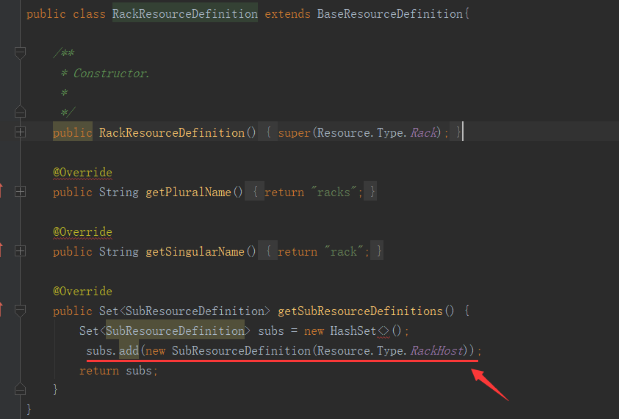 public class RackResourceDefinition extends BaseResourceDefinition{
/**
* Constructor.
*
*/
public RackResourceDefinition() { super(Resource.Type.Rack); }
@Override
public String getPluralName() { return "racks"; }
@Override
public String getSingularName() { return "rack"; }
@Override
public Set<SubResourceDefinition> getSubResourceDefinitions() {
Set<SubResourceDefinition> subs = new HashSet<>();
subs.add(new SubResourceDefinition(Resource.Type.RackHost));
return subs;
}
}